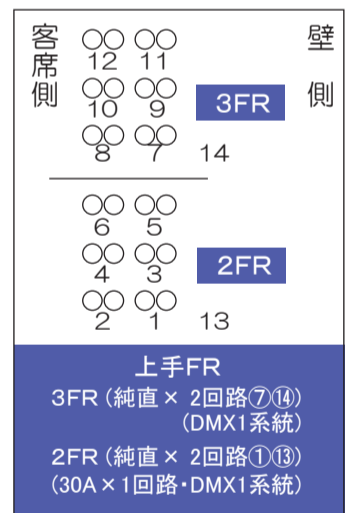 客席側
壁側
12 11
10 9 3FR
8 7 14
6 5
4 3 2FR
2 1 13
上手FR
3FR（純直× 2回路⑦⑭）
（DMX1系統）
2FR（純直× 2回路①⑬）
（30A×1回路・DMX1系統）